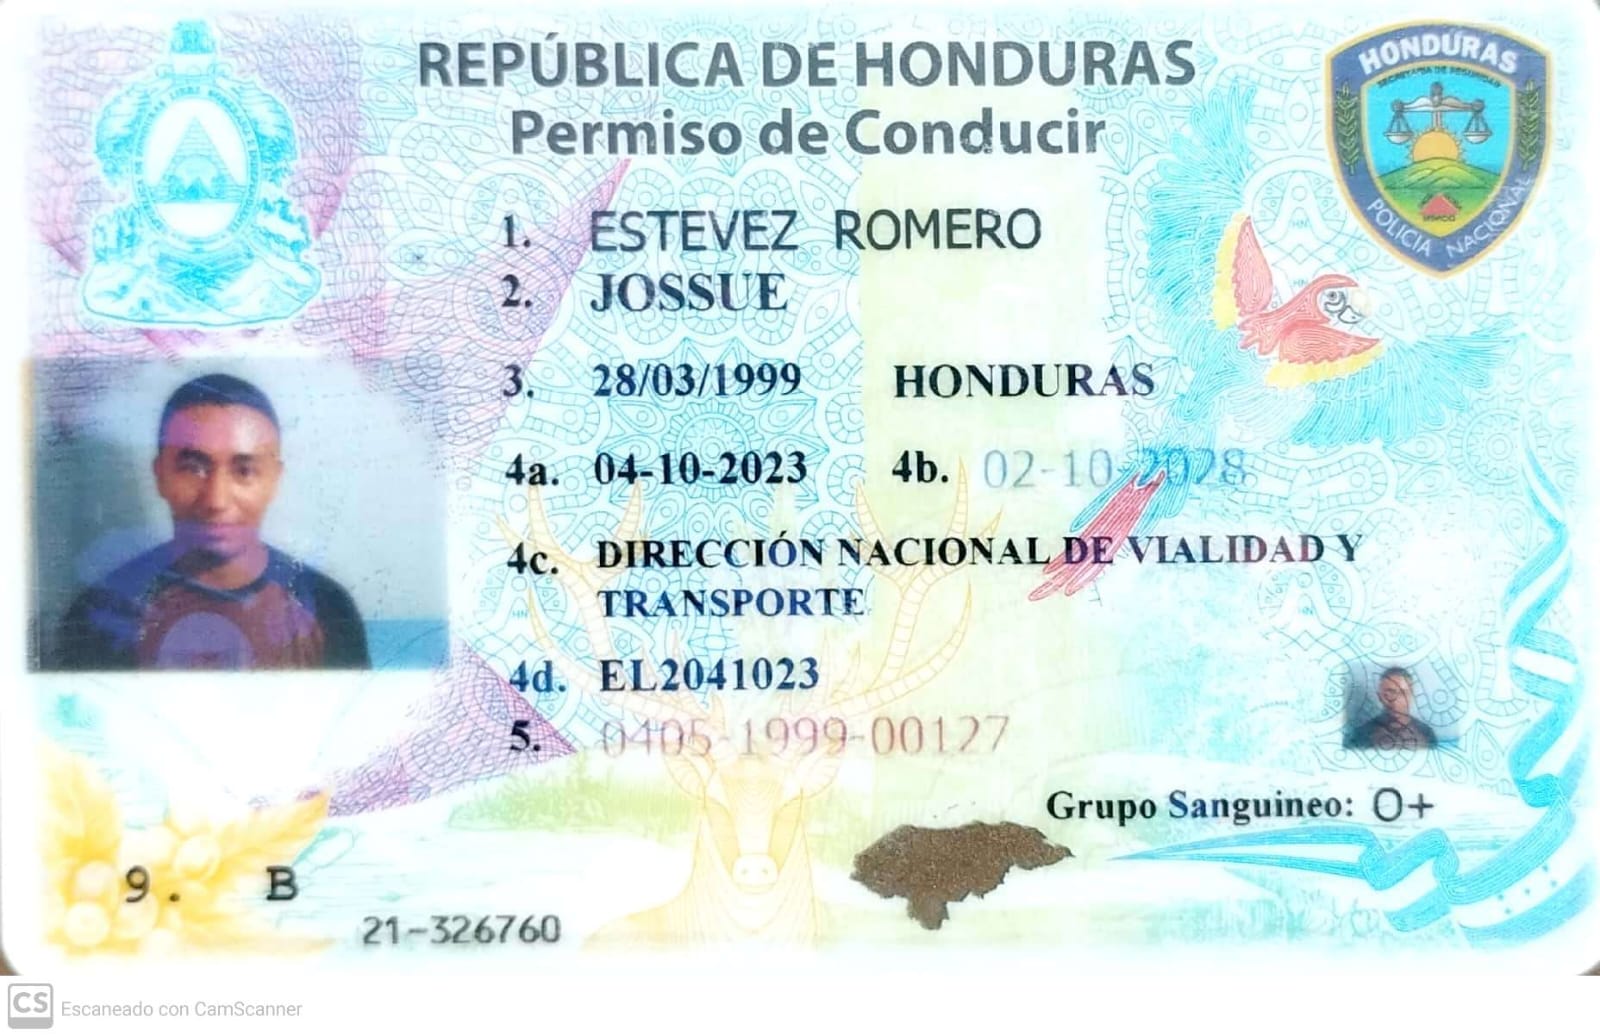 REPÚBLICA DE HONDURAS
Permiso de Conducir
HONDURAS
SECRETARIA DE SEGURIDAD
POLICIA NACIONAL
1. ESTEVEZ ROMERO
2. JOSSUE
3. 28/03/1999 HONDURAS
4a. 04-10-2023 4b. 02-10-2028
4c. DIRECCIÓN NACIONAL DE VIALIDAD Y
TRANSPORTE
4d. EL2041023
5. 0405-1999-00127
Grupo Sanguineo: O+
9. B
21-326760
CS Escaneado con CamScanner